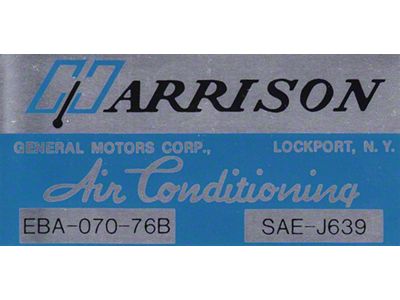 HARRISON
GENERAL MOTORS CORP., LOCKPORT, N. Y.
Air Conditioning
EBA-070-76B SAE-J639